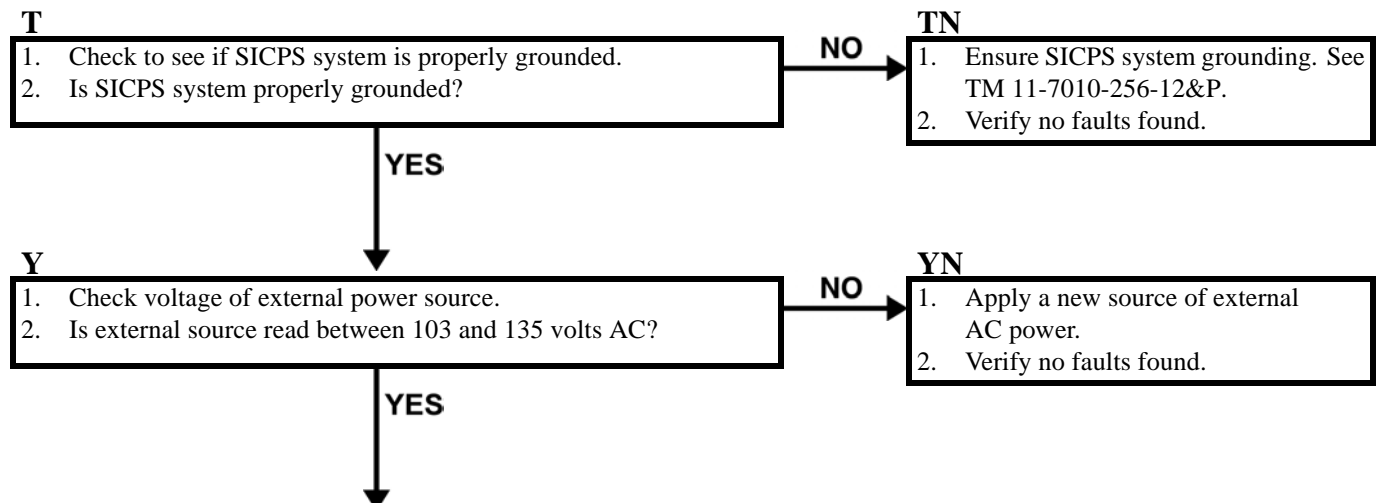 T
1. Check to see if SICPS system is properly grounded.
2. Is SICPS system properly grounded?
NO
TN
1. Ensure SICPS system grounding. See
TM 11-7010-256-12&P.
2. Verify no faults found.
YES
Y
1. Check voltage of external power source.
2. Is external source read between 103 and 135 volts AC?
NO
YN
1. Apply a new source of external
AC power.
2. Verify no faults found.
YES